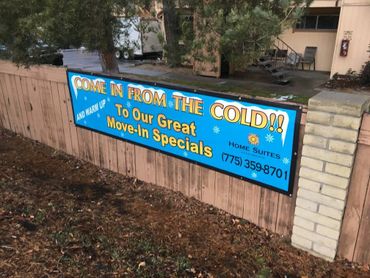 COME IN FROM THE COLD!!
AND WARM UP
To Our Great
Move-in Specials
HOME SUITES
(775) 359-8701